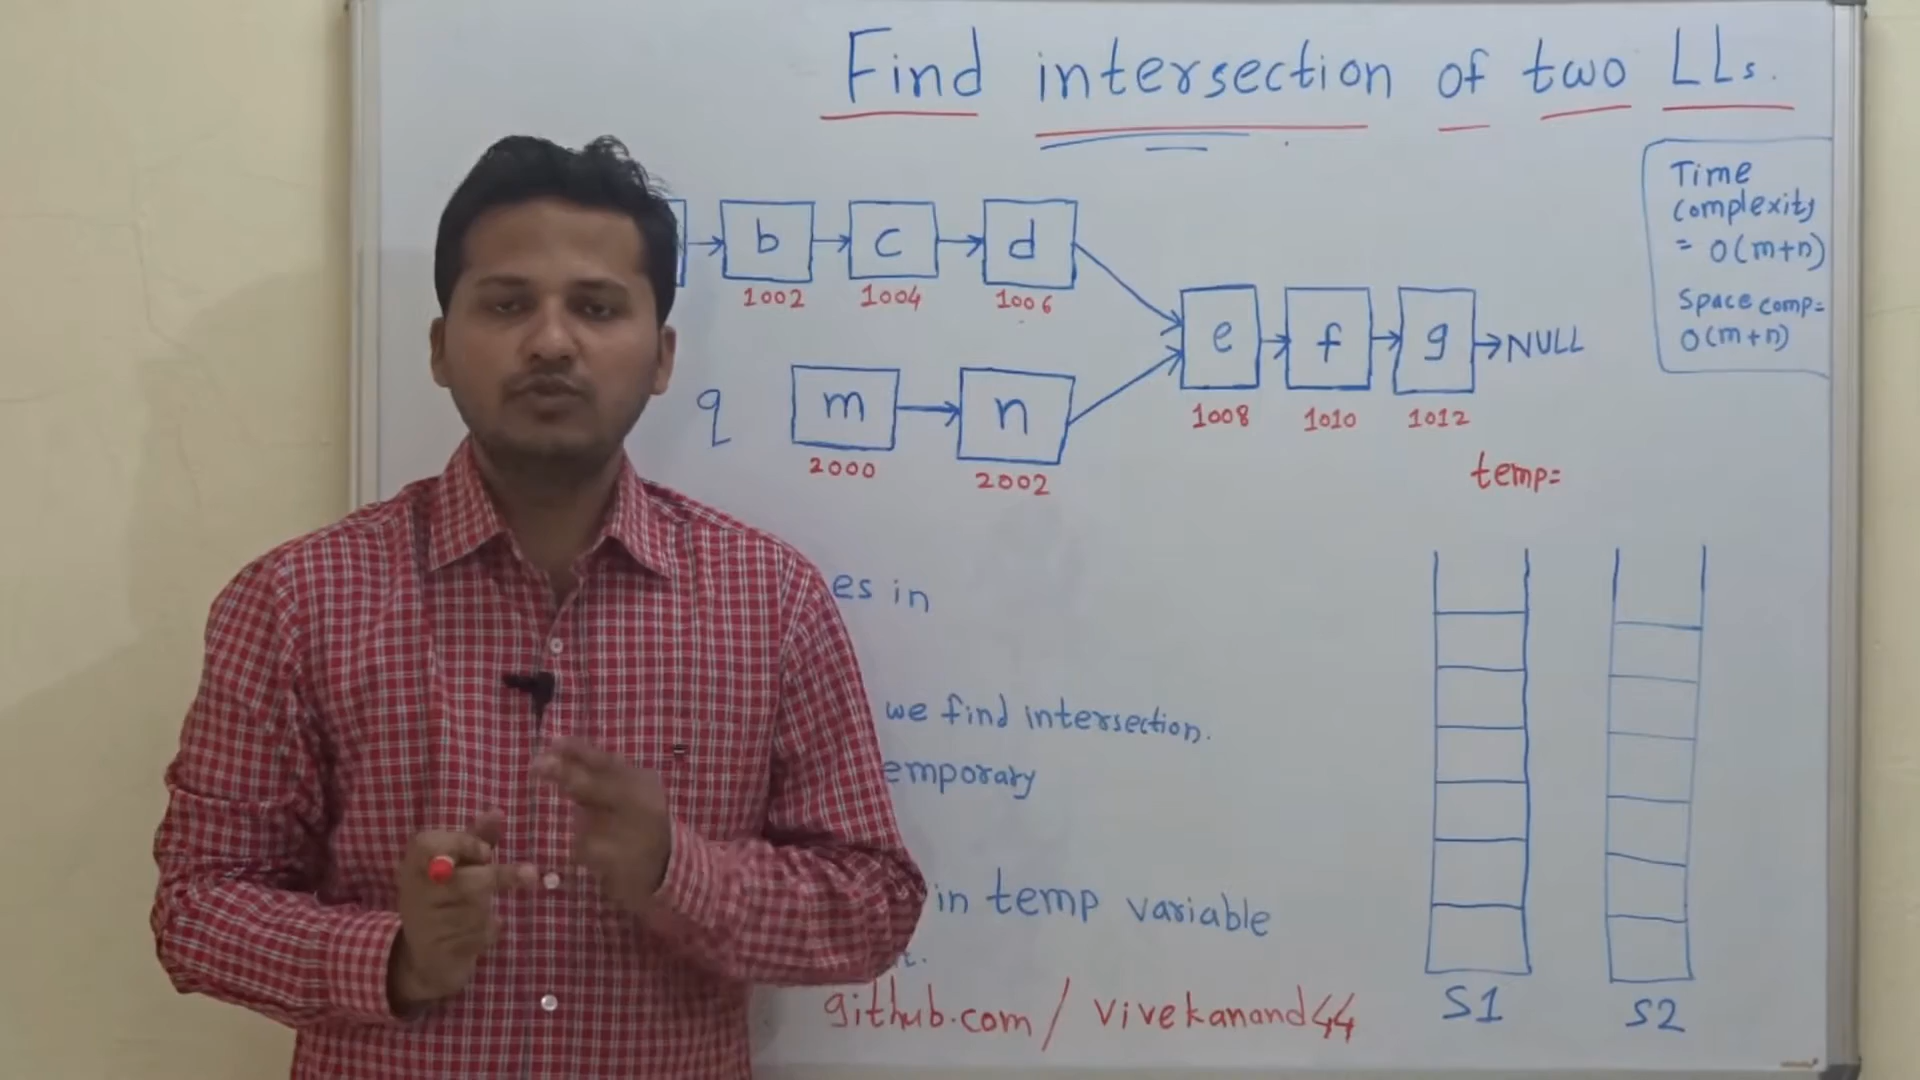 Find intersection of two LLs.
Time
complexity
= O(m+n)
Space comp=
O(m+n)
b c d
1002 1004 1006
e f g NULL
1008 1010 1012
q m n
2000 2002
temp=
es in
we find intersection.
emporary
in temp variable
github.com/vivekanand44
S1 S2